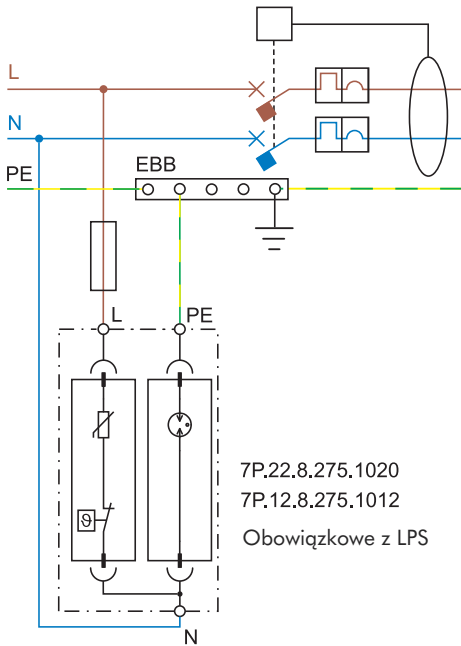 L
N
PE
EBB
L
PE
ϑ
7P.22.8.275.1020
7P.12.8.275.1012
Obowiązkowe z LPS
N